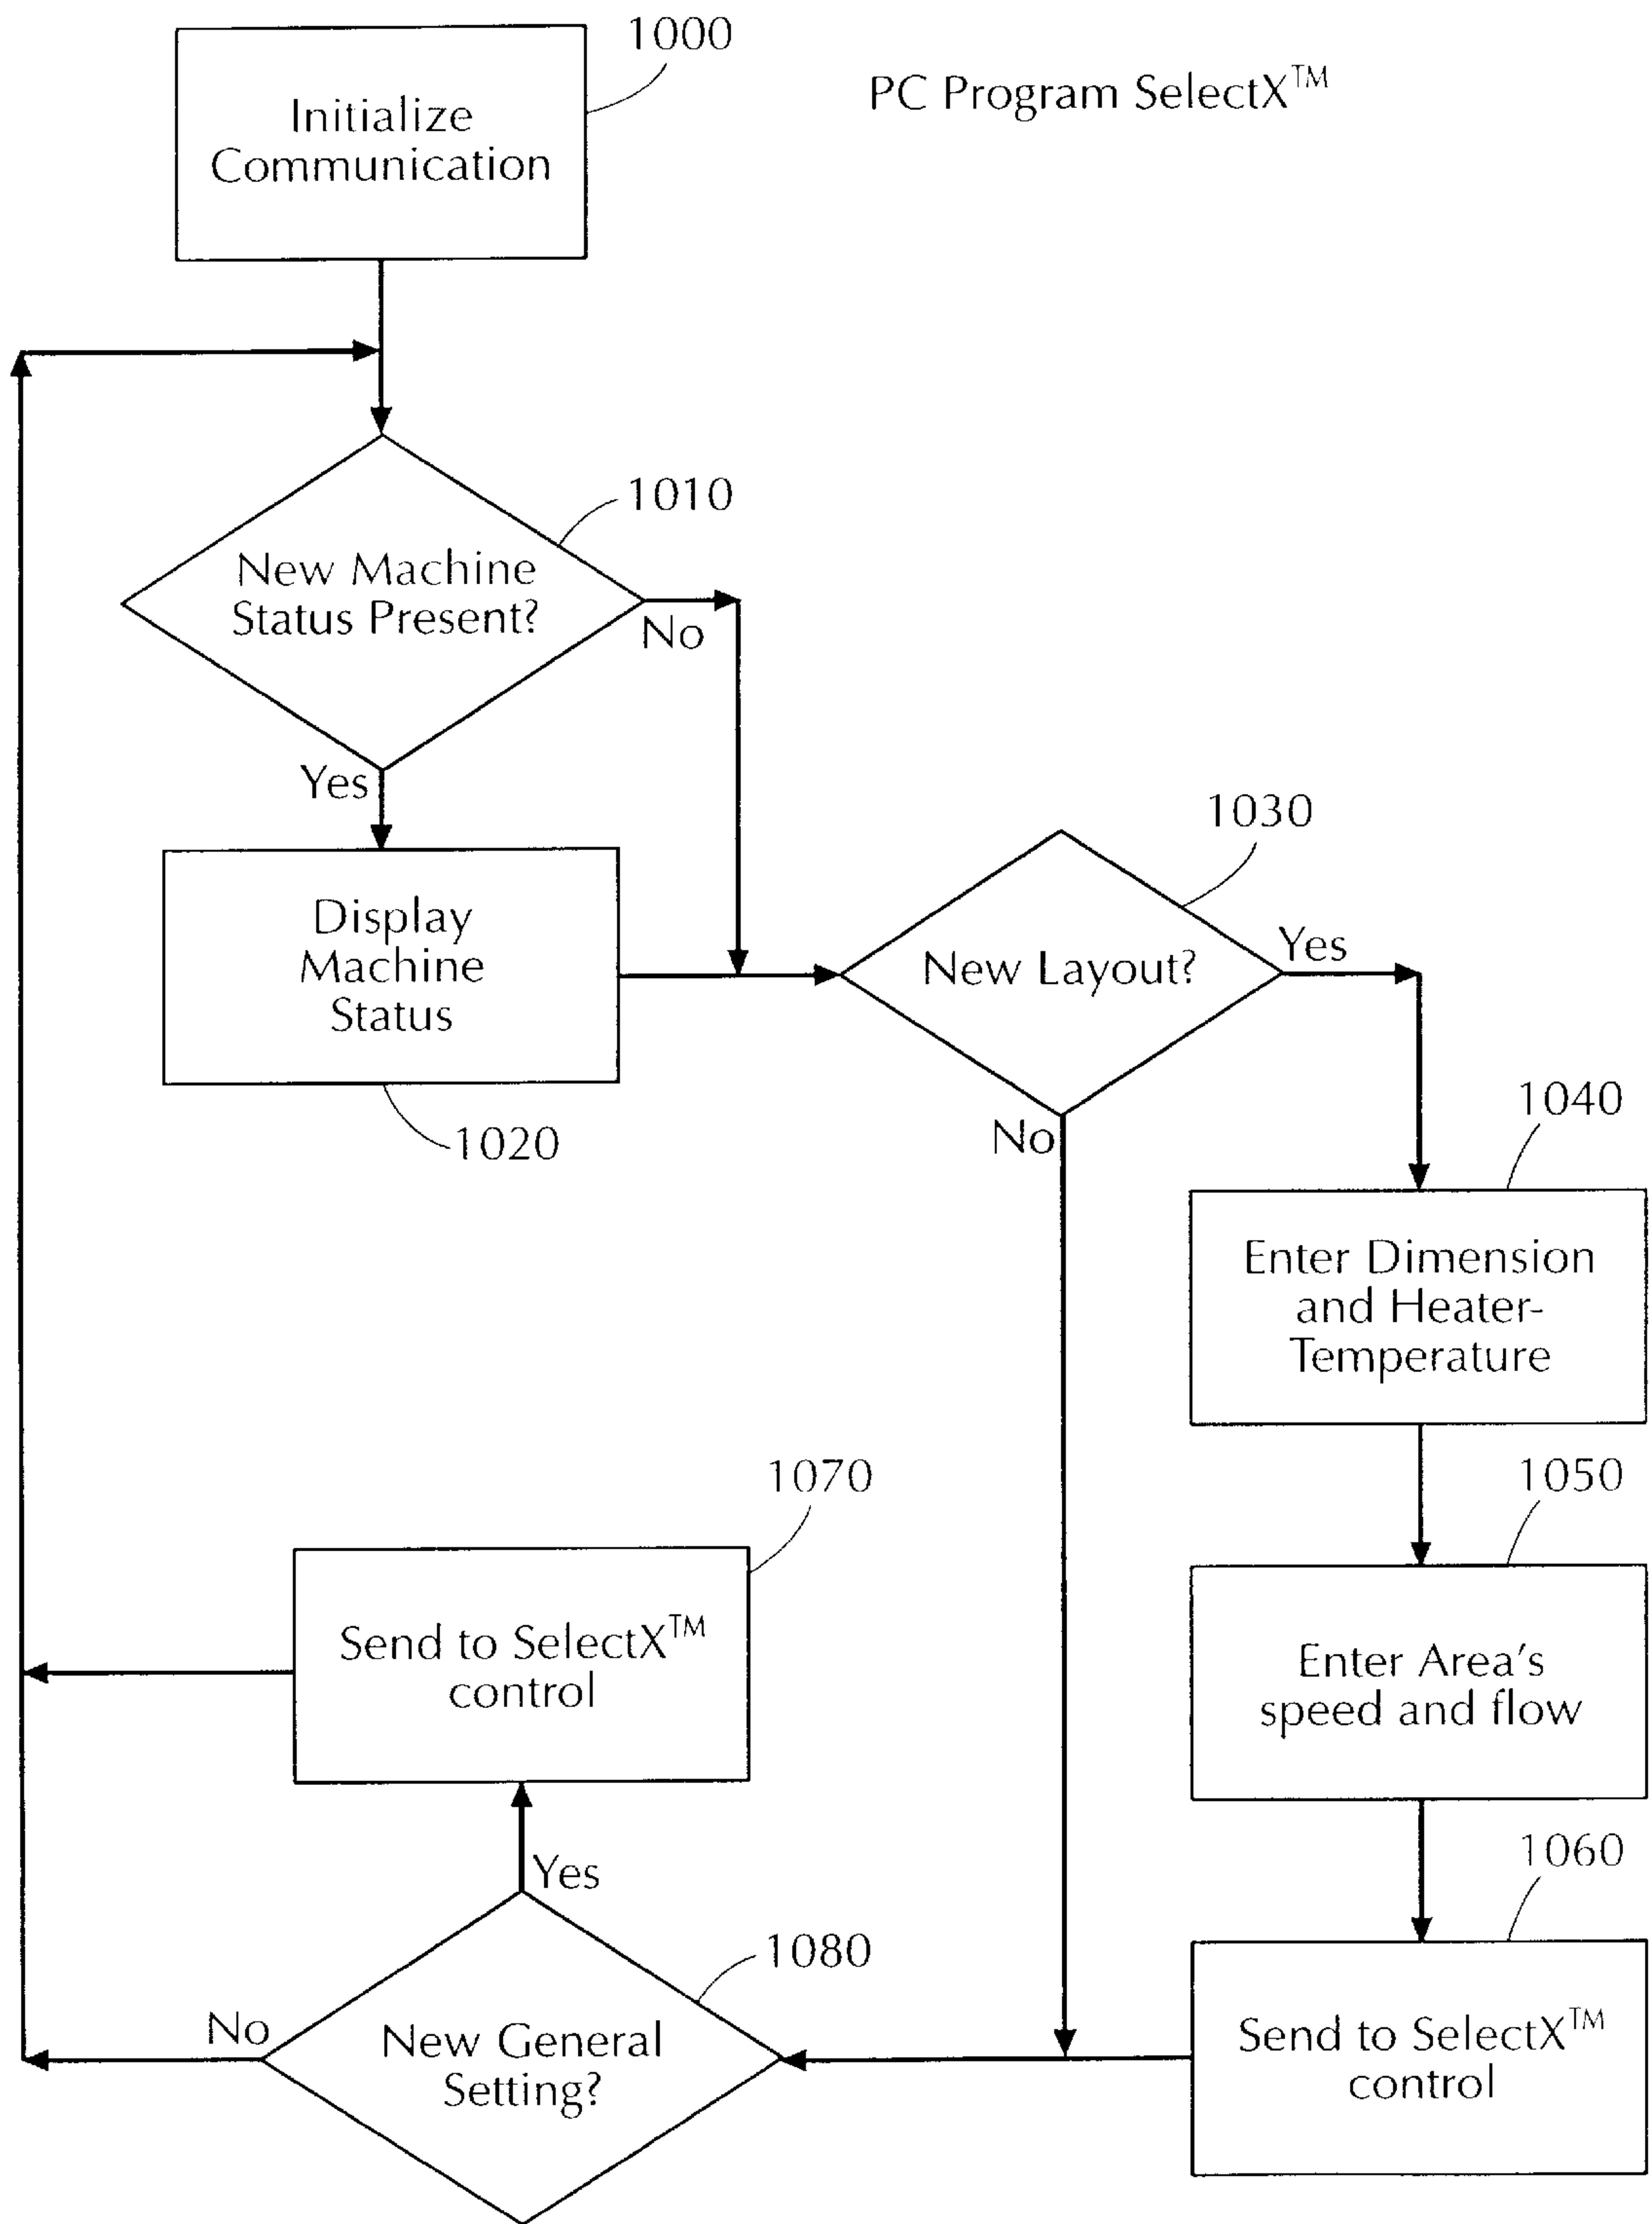 1000
PC Program SelectX™
Initialize
Communication
1010
New Machine
Status Present?
No
Yes
1030
Display
Machine
Status
New Layout?
Yes
1020
No
1040
Enter Dimension
and Heater-
Temperature
1070
1050
Send to SelectX™
control
Enter Area's
speed and flow
Yes
1060
1080
No
New General
Setting?
Send to SelectX™
control